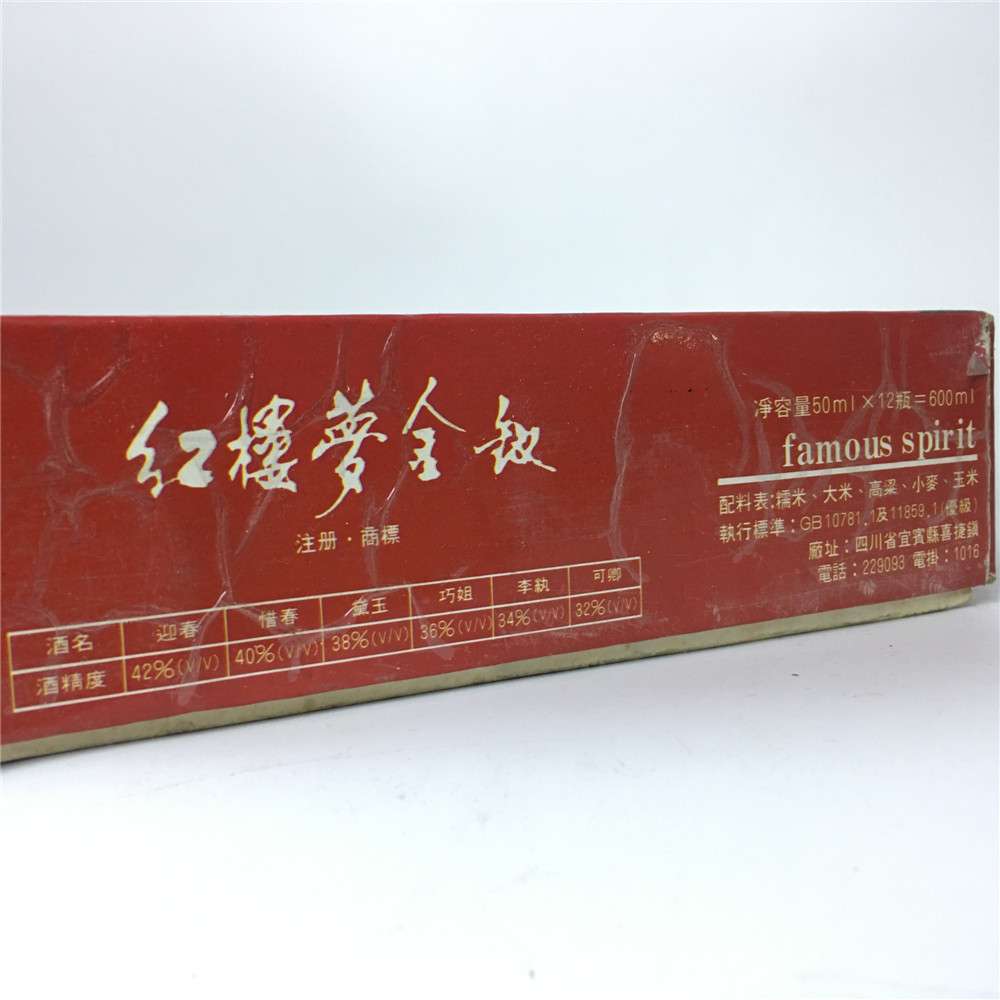 紅樓夢金釵
注册·商標
酒名 迎春 惜春 黛玉 巧姐 李紈 可卿
酒精度 42%(V/V) 40%(V/V) 38%(V/V) 36%(V/V) 34%(V/V) 32%(V/V)
淨容量50ml×12瓶=600ml
famous spirit
配料表:糯米、大米、高粱、小麥、玉米
執行標準:GB10781.1及11859.1(優級)
廠址:四川省宜賓縣喜捷鎮
電話:229093 電掛:1016